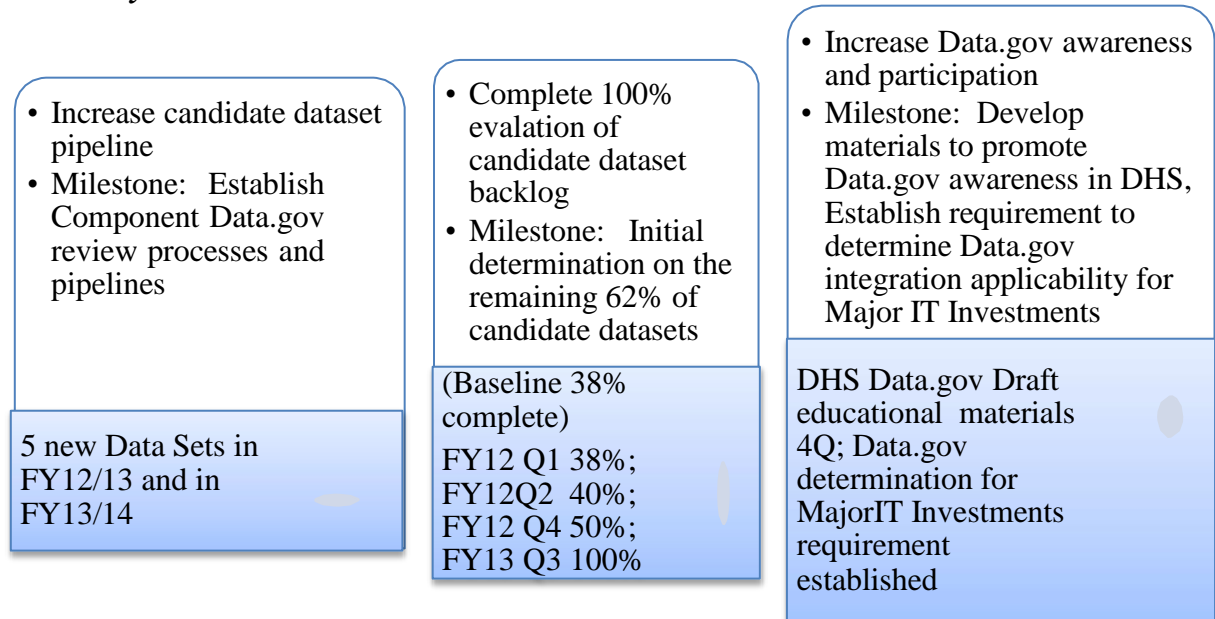 • Increase candidate dataset
pipeline
• Milestone: Establish
Component Data.gov
review processes and
pipelines
5 new Data Sets in
FY12/13 and in
FY13/14
• Complete 100%
evalation of
candidate dataset
backlog
• Milestone: Initial
determination on the
remaining 62% of
candidate datasets
(Baseline 38%
complete)
FY12 Q1 38%;
FY12Q2 40%;
FY12 Q4 50%;
FY13 Q3 100%
• Increase Data.gov awareness
and participation
• Milestone: Develop
materials to promote
Data.gov awareness in DHS,
Establish requirement to
determine Data.gov
integration applicability for
Major IT Investments
DHS Data.gov Draft
educational materials
4Q; Data.gov
determination for
MajorIT Investments
requirement
established